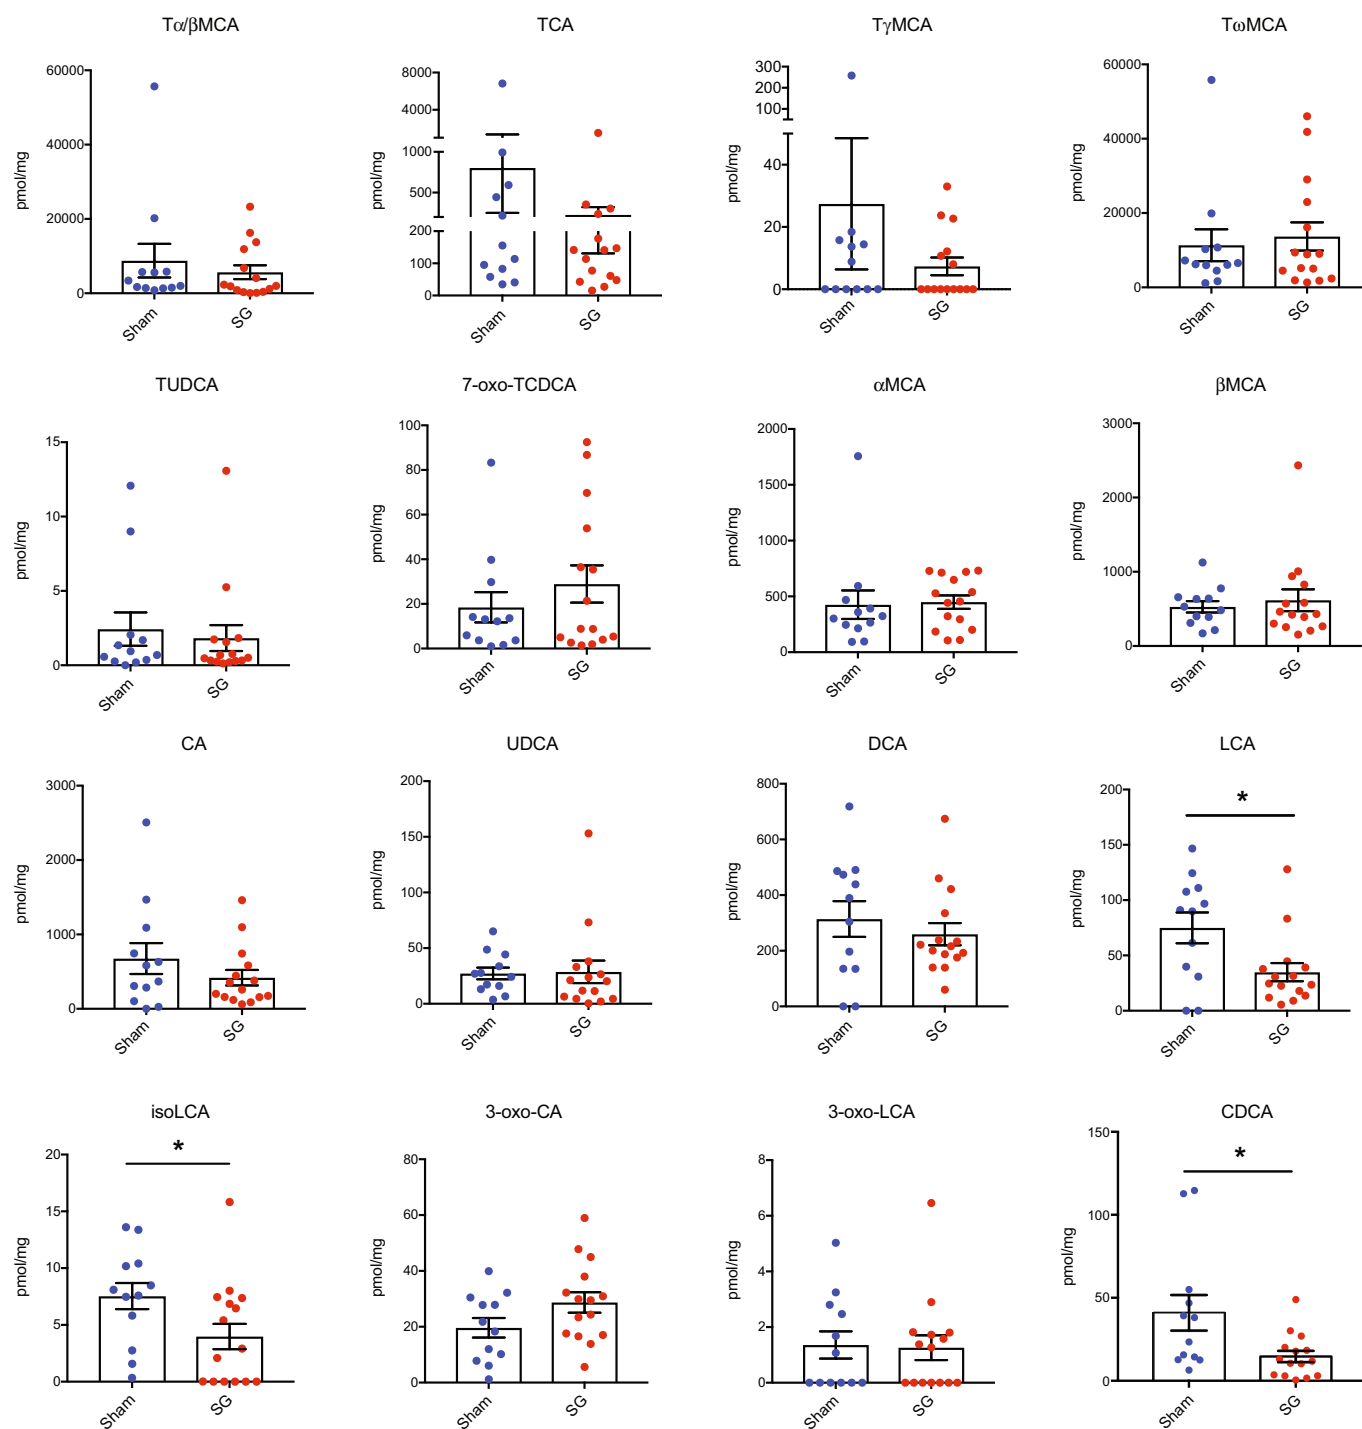 Tα/βMCA
60000
40000
20000
0
pmol/mg
Sham
SG
TCA
8000
4000
1000
500
200
100
0
pmol/mg
Sham
SG
TγMCA
300
200
100
40
20
0
pmol/mg
Sham
SG
TωMCA
60000
40000
20000
0
pmol/mg
Sham
SG
TUDCA
15
10
5
0
pmol/mg
Sham
SG
7-oxo-TCDCA
100
80
60
40
20
0
pmol/mg
Sham
SG
αMCA
2000
1500
1000
500
0
pmol/mg
Sham
SG
βMCA
3000
2000
1000
0
pmol/mg
Sham
SG
CA
3000
2000
1000
0
pmol/mg
Sham
SG
UDCA
200
150
100
50
0
pmol/mg
Sham
SG
DCA
800
600
400
200
0
pmol/mg
Sham
SG
LCA
200
150
100
50
0
pmol/mg
*
Sham
SG
isoLCA
20
15
10
5
0
pmol/mg
*
Sham
SG
3-oxo-CA
80
60
40
20
0
pmol/mg
Sham
SG
3-oxo-LCA
8
6
4
2
0
pmol/mg
Sham
SG
CDCA
150
100
50
0
pmol/mg
*
Sham
SG